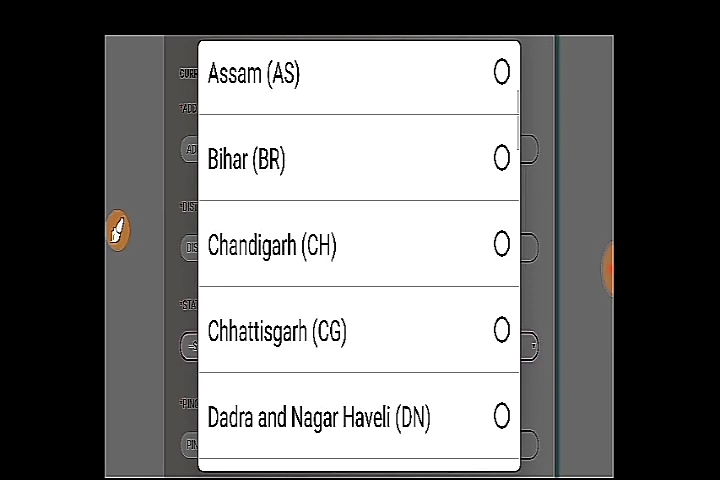 Assam (AS)
Bihar (BR)
Chandigarh (CH)
Chhattisgarh (CG)
Dadra and Nagar Haveli (DN)